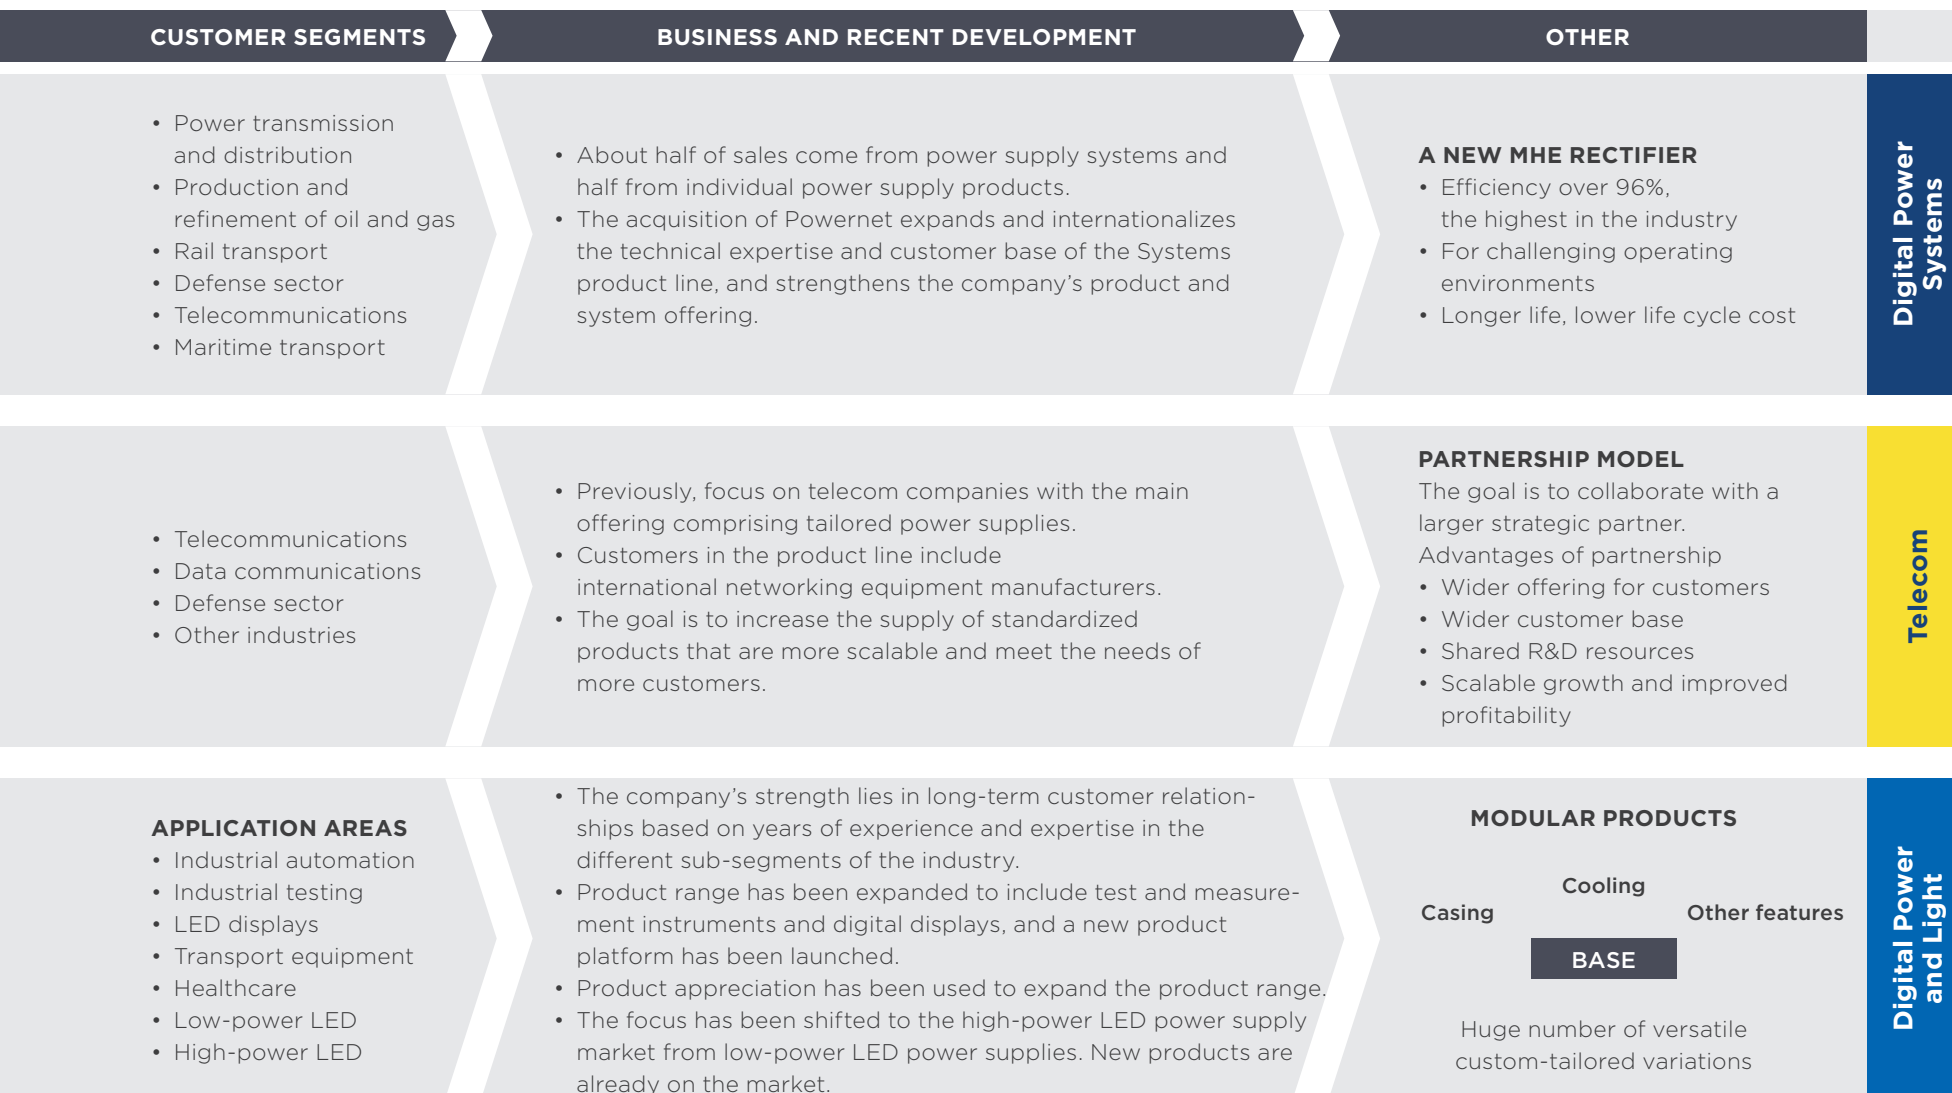 CUSTOMER SEGMENTS
BUSINESS AND RECENT DEVELOPMENT
OTHER
• Power transmission
and distribution
• Production and
refinement of oil and gas
• Rail transport
• Defense sector
• Telecommunications
• Maritime transport
• About half of sales come from power supply systems and
half from individual power supply products.
• The acquisition of Powernet expands and internationalizes
the technical expertise and customer base of the Systems
product line, and strengthens the company’s product and
system offering.
A NEW MHE RECTIFIER
• Efficiency over 96%,
the highest in the industry
• For challenging operating
environments
• Longer life, lower life cycle cost
Digital Power
Systems
• Telecommunications
• Data communications
• Defense sector
• Other industries
• Previously, focus on telecom companies with the main
offering comprising tailored power supplies.
• Customers in the product line include
international networking equipment manufacturers.
• The goal is to increase the supply of standardized
products that are more scalable and meet the needs of
more customers.
PARTNERSHIP MODEL
The goal is to collaborate with a
larger strategic partner.
Advantages of partnership
• Wider offering for customers
• Wider customer base
• Shared R&D resources
• Scalable growth and improved
profitability
Telecom
APPLICATION AREAS
• Industrial automation
• Industrial testing
• LED displays
• Transport equipment
• Healthcare
• Low-power LED
• High-power LED
• The company’s strength lies in long-term customer relation-
ships based on years of experience and expertise in the
different sub-segments of the industry.
• Product range has been expanded to include test and measure-
ment instruments and digital displays, and a new product
platform has been launched.
• Product appreciation has been used to expand the product range.
• The focus has been shifted to the high-power LED power supply
market from low-power LED power supplies. New products are
already on the market.
MODULAR PRODUCTS
Cooling
Casing
Other features
BASE
Huge number of versatile
custom-tailored variations
Digital Power
and Light